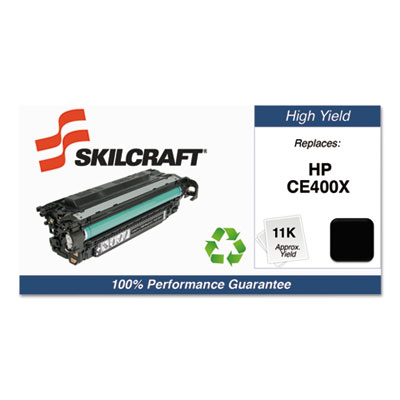 High Yield
SKILCRAFT®
Replaces:
HP
CE400X
11K
Approx.
Yield
100% Performance Guarantee